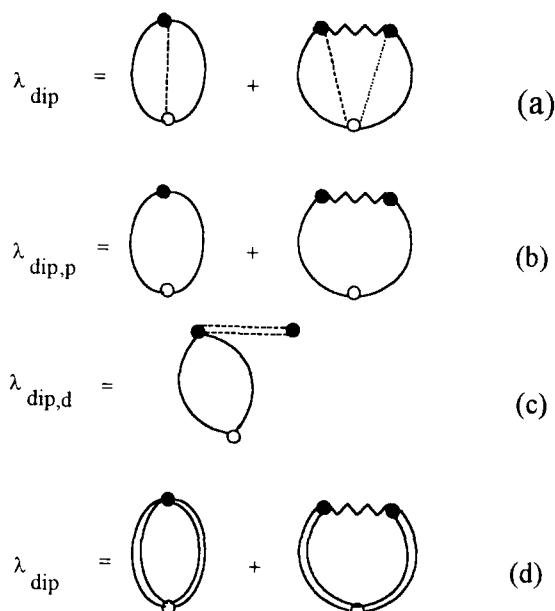 λ dip = + (a)
λ dip,p = + (b)
λ dip,d = (c)
λ dip = + (d)